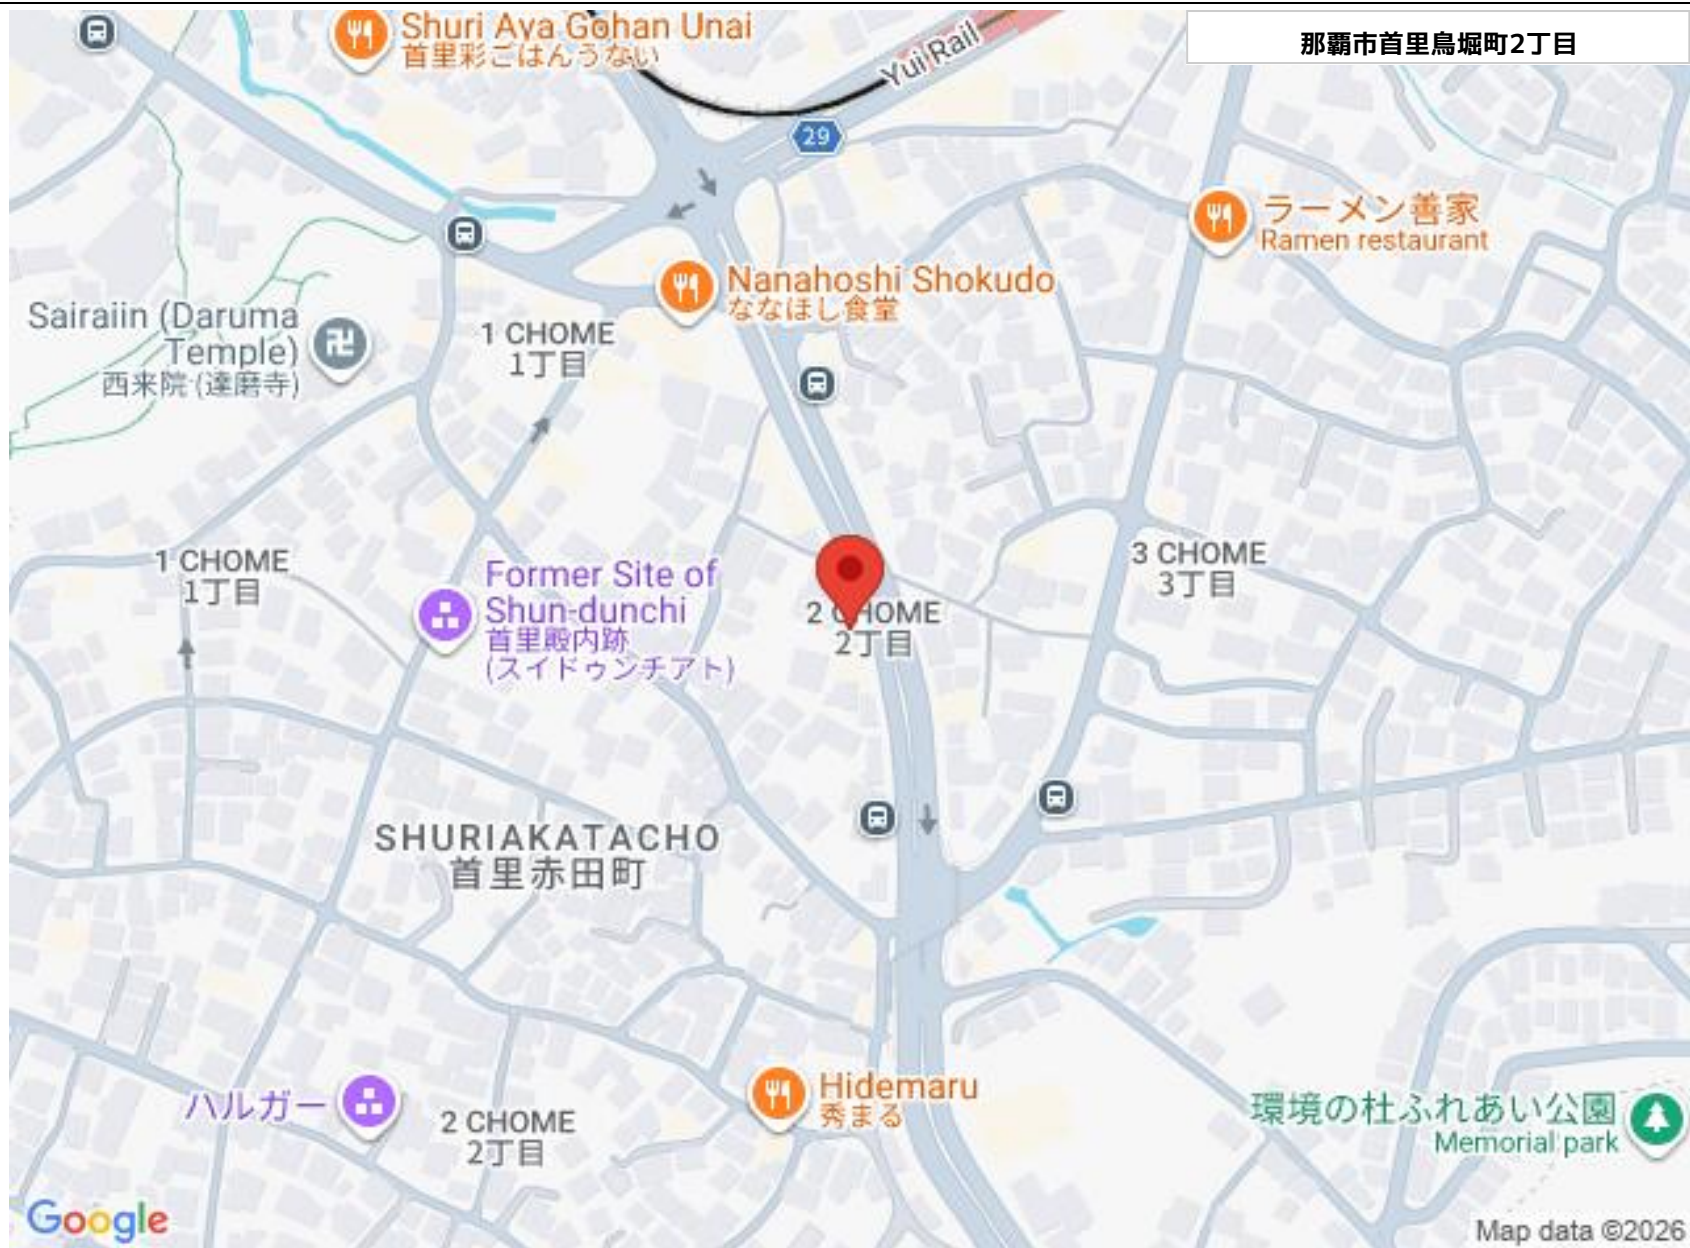 Shuri Aya Gohan Unai
首里彩ごはんうない
Yui Rail
那覇市首里鳥堀町2丁目
29
ラーメン善家
Ramen restaurant
Nanahoshi Shokudo
ななほし食堂
Sairaiin (Daruma
Temple)
西来院 (達磨寺)
1 CHOME
1丁目
1 CHOME
1丁目
Former Site of
Shun-dunchi
首里殿内跡
(スイドゥンチアト)
2 CHOME
2丁目
3 CHOME
3丁目
SHURIAKATACHO
首里赤田町
ハルガー
2 CHOME
2丁目
Hidemaru
秀まる
環境の杜ふれあい公園
Memorial park
Google
Map data ©2026